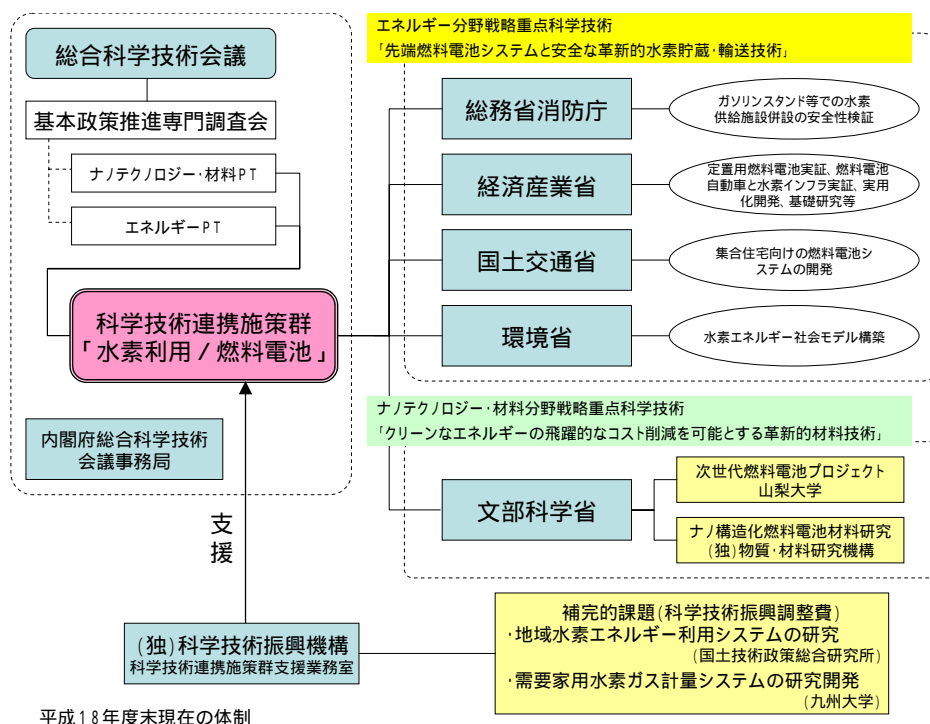 総合科学技術会議
基本政策推進専門調査会
ナノテクノロジー・材料PT
エネルギーPT
科学技術連携施策群
「水素利用/燃料電池」
内閣府総合科学技術
会議事務局
支
援
エネルギー分野戦略重点科学技術
「先端燃料電池システムと安全な革新的水素貯蔵・輸送技術」
総務省消防庁
ガソリンスタンド等での水素
供給施設併設の安全性検証
経済産業省
定置用燃料電池実証、燃料電池
自動車と水素インフラ実証、実用
化開発、基礎研究等
国土交通省
集合住宅向けの燃料電池シ
ステムの開発
環境省
水素エネルギー社会モデル構築
ナノテクノロジー・材料分野戦略重点科学技術
「クリーンなエネルギーの飛躍的なコスト削減を可能とする革新的材料技術」
文部科学省
次世代燃料電池プロジェクト
山梨大学
ナノ構造化燃料電池材料研究
(独)物質・材料研究機構
(独)科学技術振興機構
科学技術連携施策群支援業務室
補完的課題(科学技術振興調整費)
・地域水素エネルギー利用システムの研究
(国土技術政策総合研究所)
・需要家用水素ガス計量システムの研究開発
(九州大学)
平成18年度末現在の体制